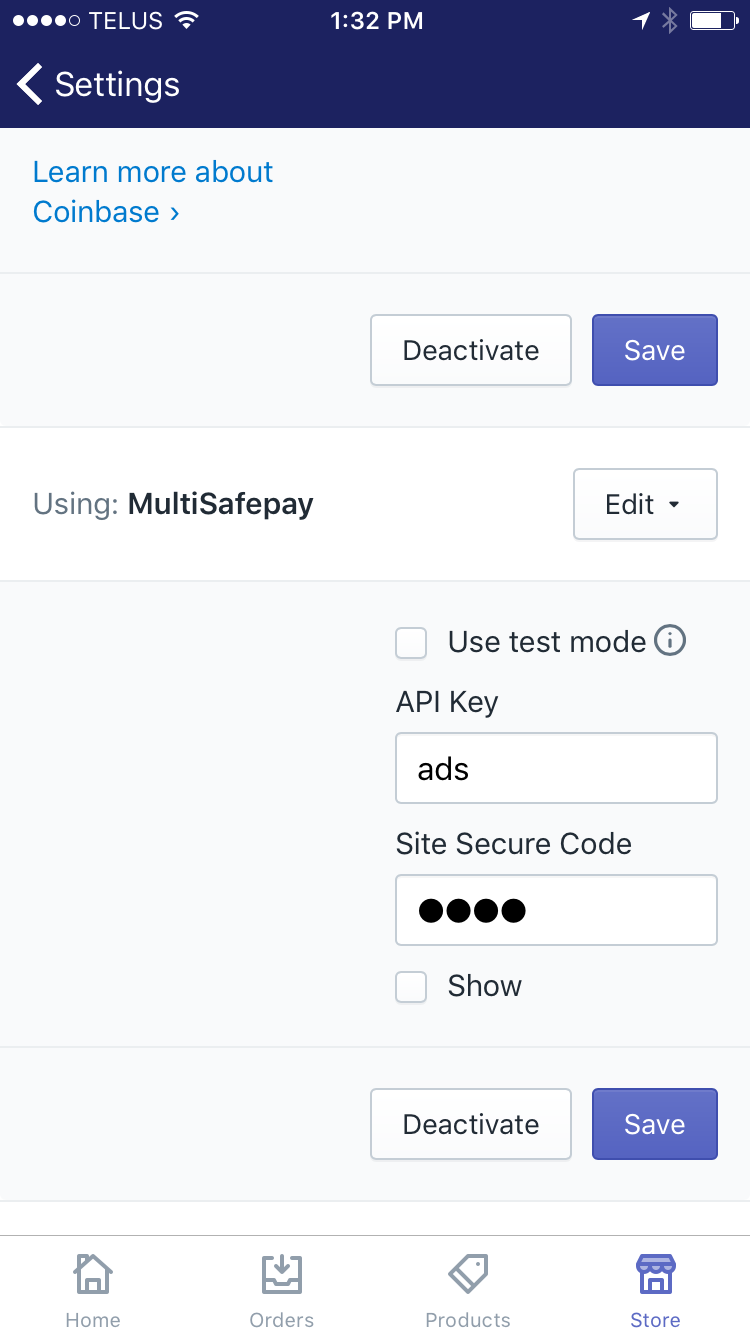 TELUS 1:32 PM
Settings
Learn more about
Coinbase ›
Deactivate Save
Using: MultiSafepay Edit
Use test mode
API Key
ads
Site Secure Code
●●●●
Show
Deactivate Save
Home Orders Products Store